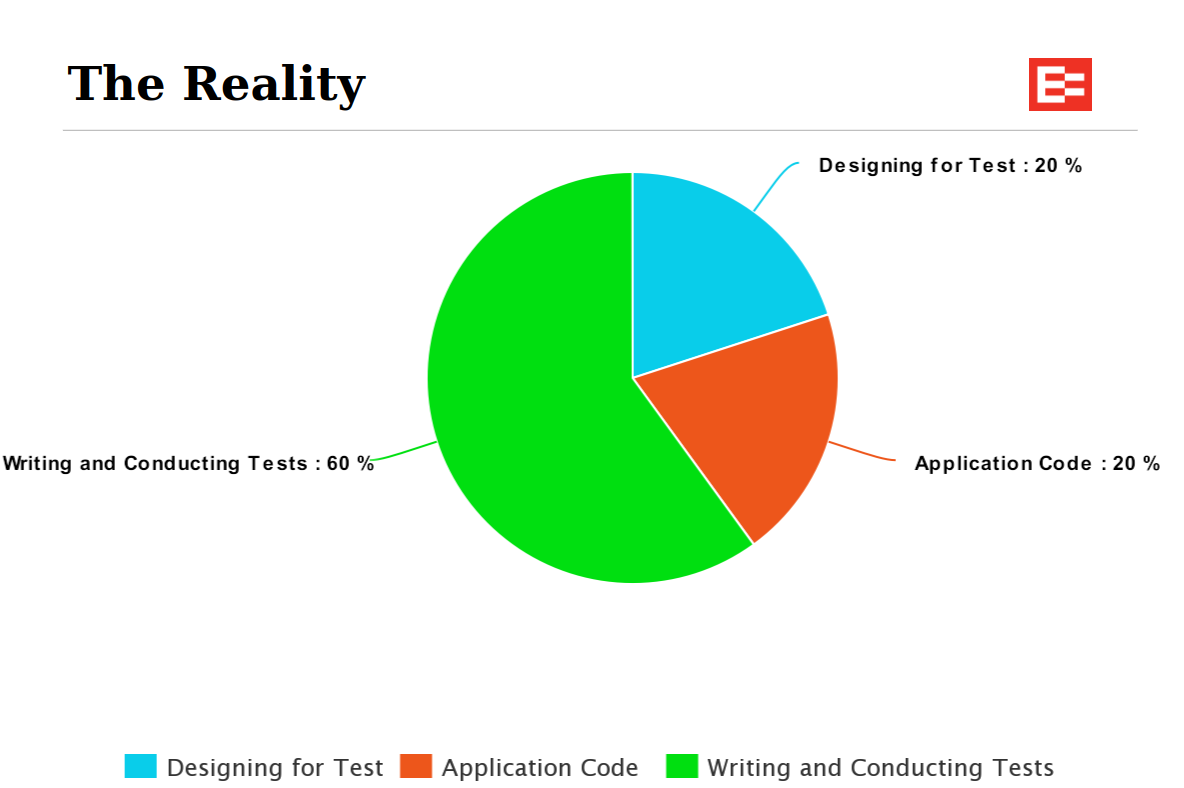 The Reality
Designing for Test : 20 %
Writing and Conducting Tests : 60 %
Application Code : 20 %
Designing for Test
Application Code
Writing and Conducting Tests